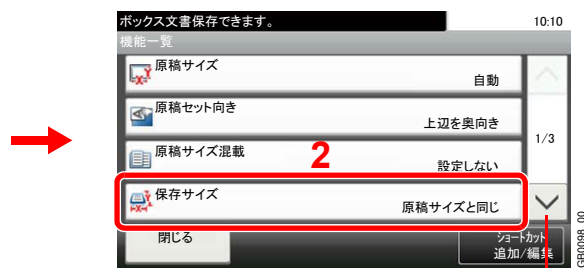 ボックス文書保存できます。
10:10
機能一覧
原稿サイズ
自動
原稿セット向き
上辺を奥向き
1/3
原稿サイズ混載
2
設定しない
保存サイズ
原稿サイズと同じ
閉じる
ショートカット
追加/編集
GB0088_00